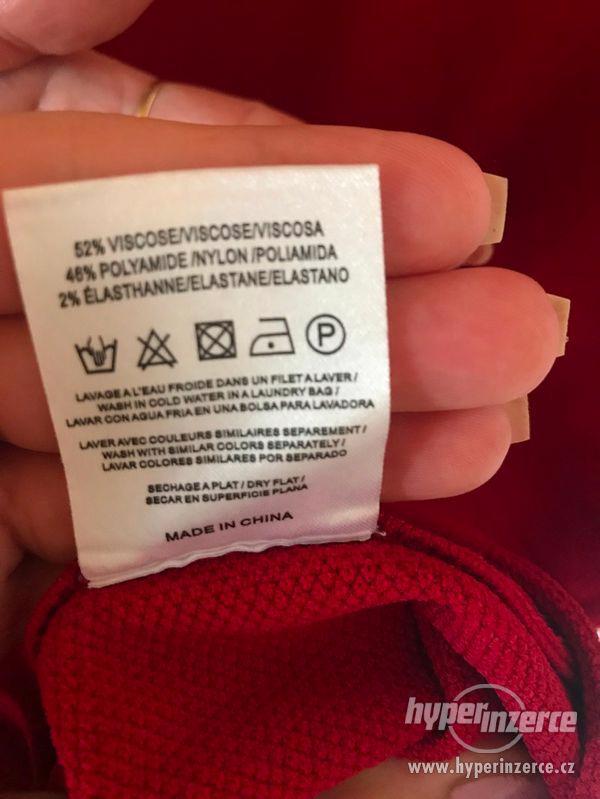 52% VISCOSE/VISCOSE/VISCOSA
46% POLYAMIDE /NYLON /POLIAMIDA
2% ÉLASTHANNE/ELASTANE/ELASTANO
P
LAVAGE A L'EAU FROIDE DANS UN FILET A LAVER /
WASH IN COLD WATER IN A LAUNDRY BAG /
LAVAR CON AGUA FRIA EN UNA BOLSA PARA LAVADORA
LAVER AVEC COULEURS SIMILAIRES SEPAREMENT /
WASH WITH SIMILAR COLORS SEPARATELY /
LAVAR COLORES SIMILARES POR SEPARADO
SECHAGE A PLAT / DRY FLAT /
SECAR EN SUPERFICIE PLANA
MADE IN CHINA
hyperinzerce
www.hyperinzerce.cz